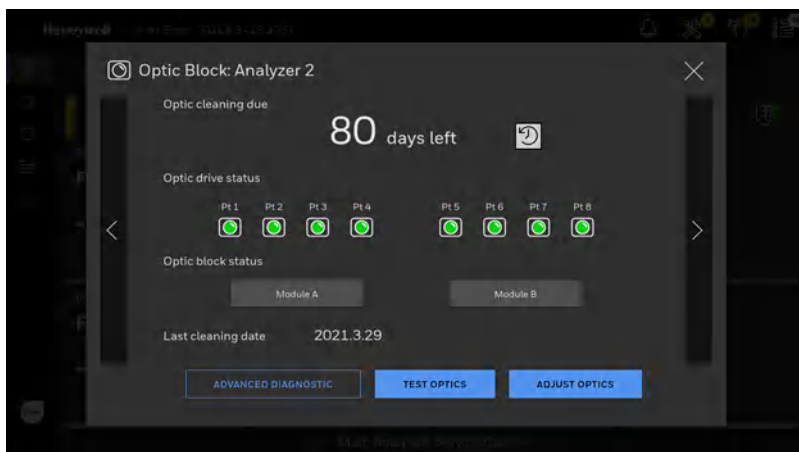 Honeywell
Optic Block: Analyzer 2
Optic cleaning due
80 days left
Optic drive status
Pt 1 Pt 2 Pt 3 Pt 4 Pt 5 Pt 6 Pt 7 Pt 8
Optic block status
Module A Module B
Last cleaning date 2021.3.29
ADVANCED DIAGNOSTIC TEST OPTICS ADJUST OPTICS